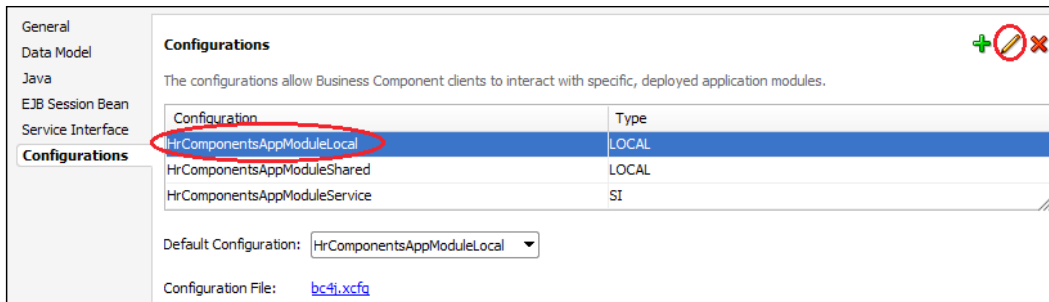 General
Data Model
Java
EJB Session Bean
Service Interface
Configurations
Configurations
The configurations allow Business Component clients to interact with specific, deployed application modules.
Configuration Type
HrComponentsAppModuleLocal LOCAL
HrComponentsAppModuleShared LOCAL
HrComponentsAppModuleService SI
Default Configuration: HrComponentsAppModuleLocal
Configuration File: bc4j.xcfg